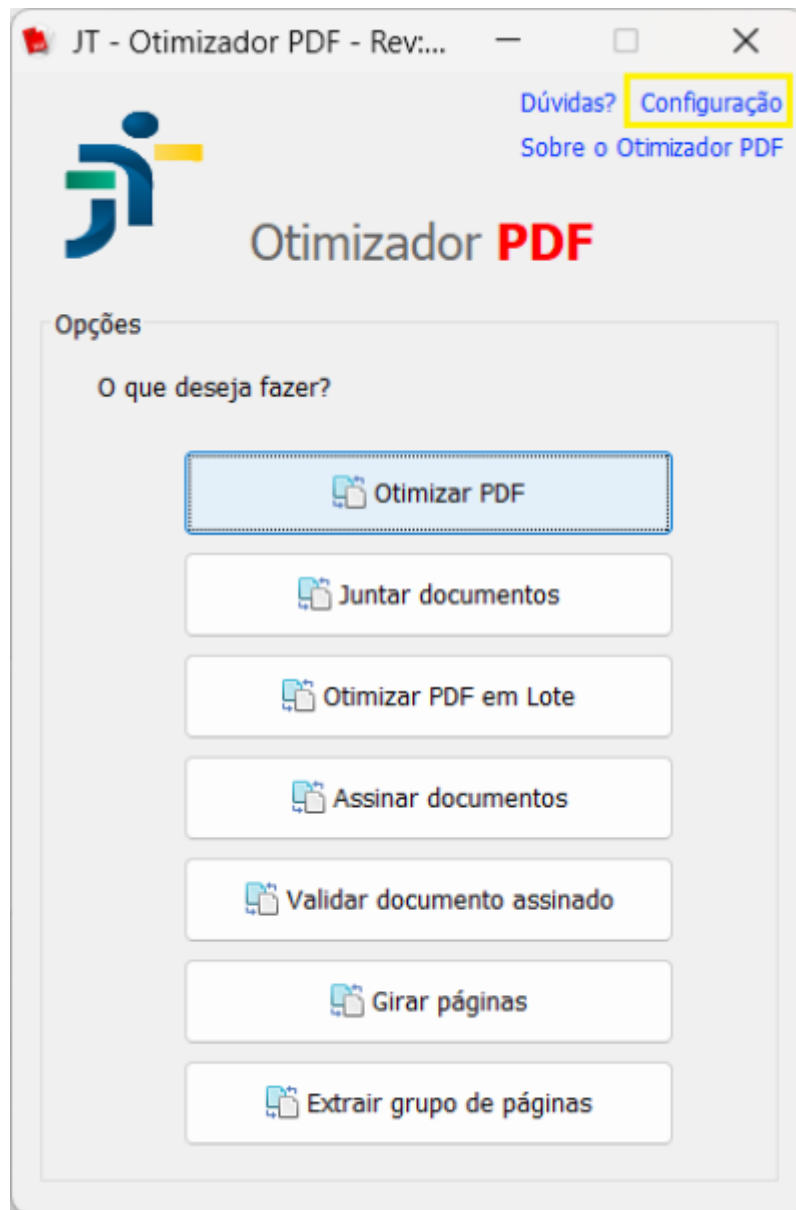 JT - Otimizador PDF - Rev:...
Dúvidas? Configuração
Sobre o Otimizador PDF
Otimizador PDF
Opções
O que deseja fazer?
Otimizar PDF
Juntar documentos
Otimizar PDF em Lote
Assinar documentos
Validar documento assinado
Girar páginas
Extrair grupo de páginas